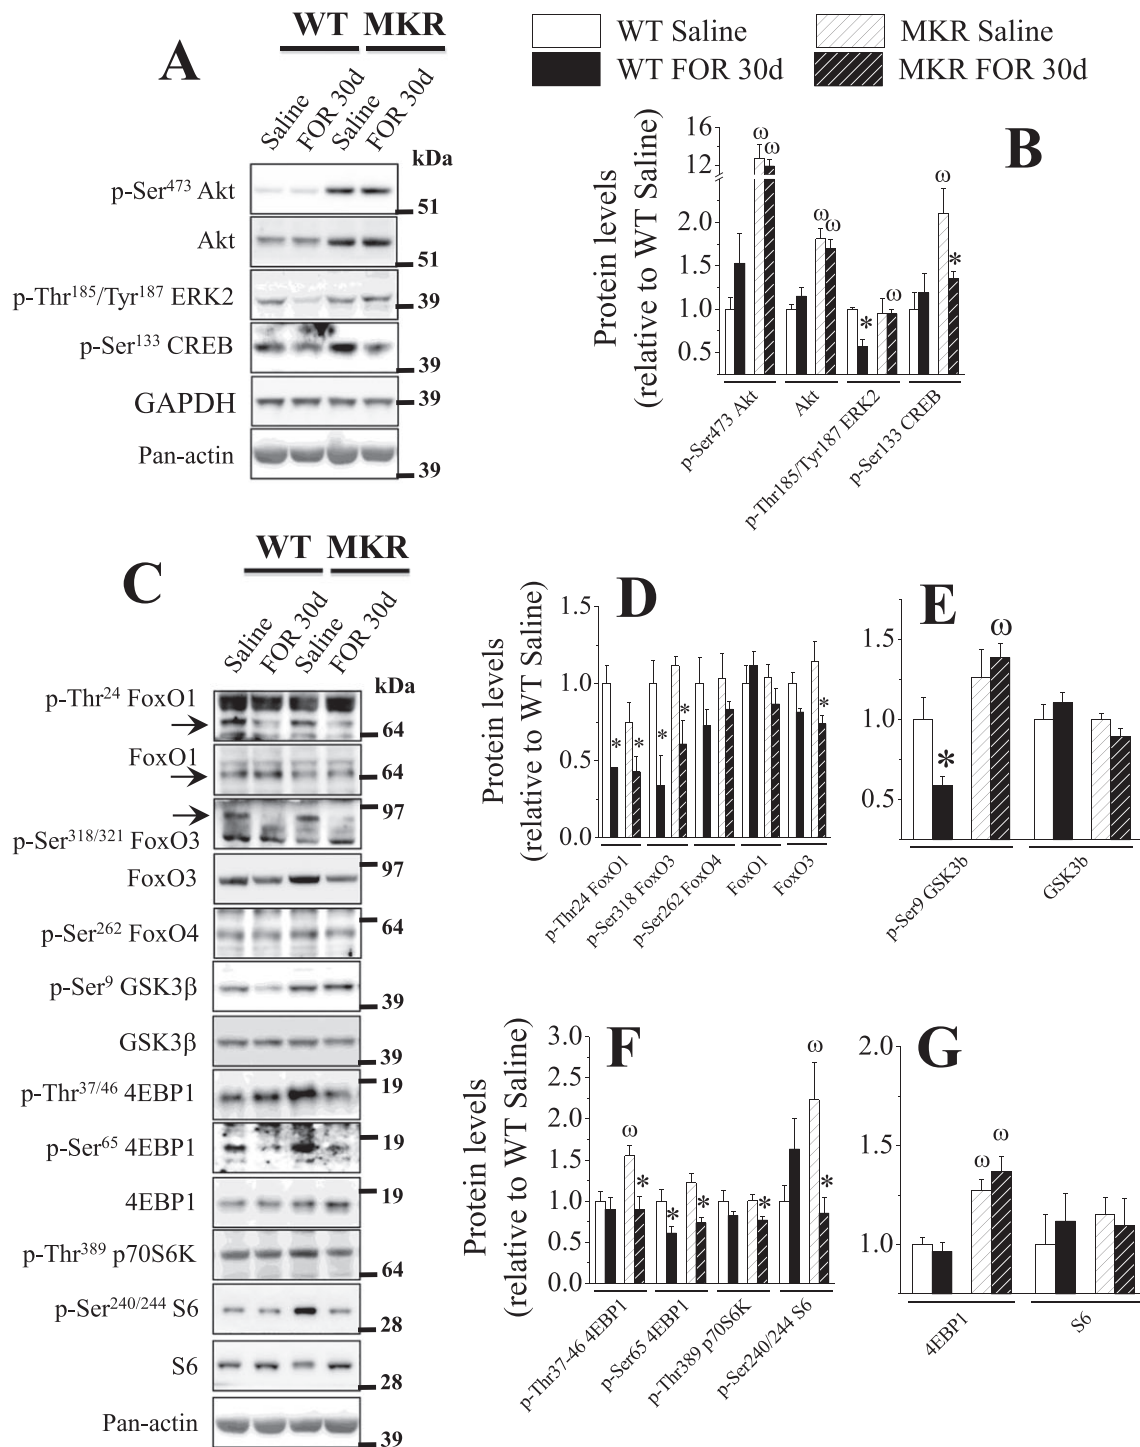 WT MKR
A
Saline
FOR 30d
Saline
FOR 30d
kDa
p-Ser473 Akt
51
Akt
51
p-Thr185/Tyr187 ERK2
39
p-Ser133 CREB
39
GAPDH
39
Pan-actin
39
WT Saline
MKR Saline
WT FOR 30d
MKR FOR 30d
B
Protein levels
(relative to WT Saline)
16
12
2.0
1.5
1.0
0.5
ω
ω
ω
ω
*
ω
ω
*
p-Ser473 Akt
Akt
p-Thr185/Tyr187 ERK2
p-Ser133 CREB
WT MKR
C
Saline
FOR 30d
Saline
FOR 30d
kDa
p-Thr24 FoxO1
64
FoxO1
64
97
p-Ser318/321 FoxO3
FoxO3
97
p-Ser262 FoxO4
64
p-Ser9 GSK3β
39
GSK3β
39
p-Thr37/46 4EBP1
19
p-Ser65 4EBP1
19
4EBP1
19
p-Thr389 p70S6K
64
p-Ser240/244 S6
28
S6
28
Pan-actin
39
D
Protein levels
(relative to WT Saline)
1.5
1.0
0.5
0.0
*
*
*
*
*
p-Thr24 FoxO1
p-Ser318 FoxO3
p-Ser262 FoxO4
FoxO1
FoxO3
E
1.5
1.0
0.5
*
ω
p-Ser9 GSK3b
GSK3b
F
Protein levels
(relative to WT Saline)
3.0
2.5
2.0
1.5
1.0
0.5
0.0
ω
*
*
*
*
ω
*
p-Thr37-46 4EBP1
p-Ser65 4EBP1
p-Thr389 p70S6K
p-Ser240/244 S6
G
2.0
1.5
1.0
ω
ω
4EBP1
S6